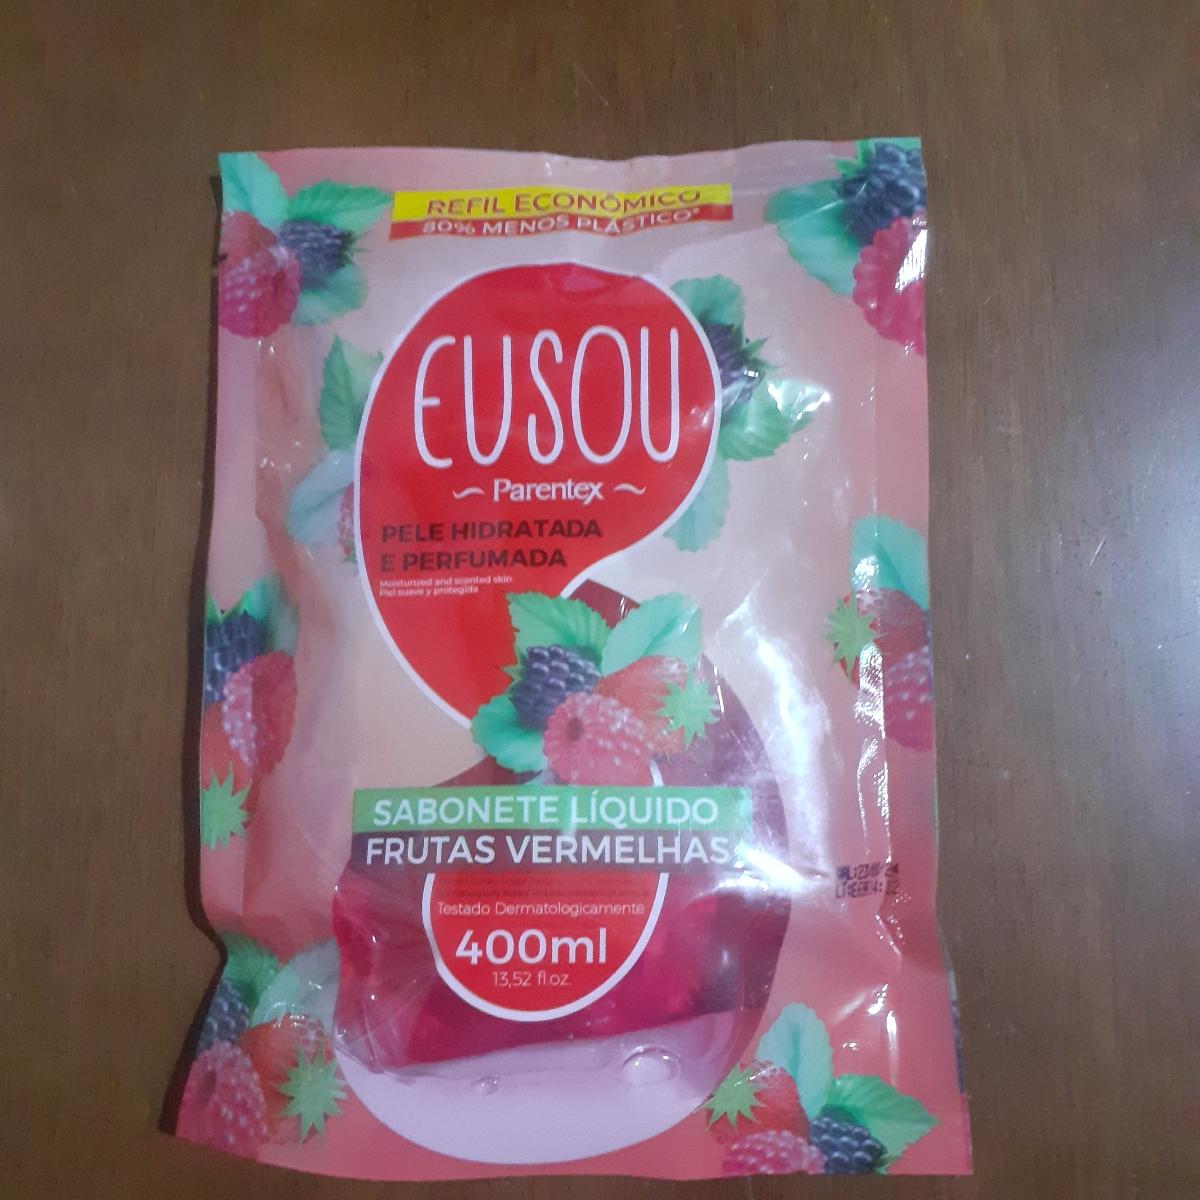 REFIL ECONÔMICO
80% MENOS PLÁSTICO*
EUSOU
Parentex
PELE HIDRATADA
E PERFUMADA
Moisturized and scented skin
Piel suave y protegida
SABONETE LÍQUIDO
FRUTAS VERMELHAS
Testado Dermatologicamente
400ml
13,52 fl.oz.